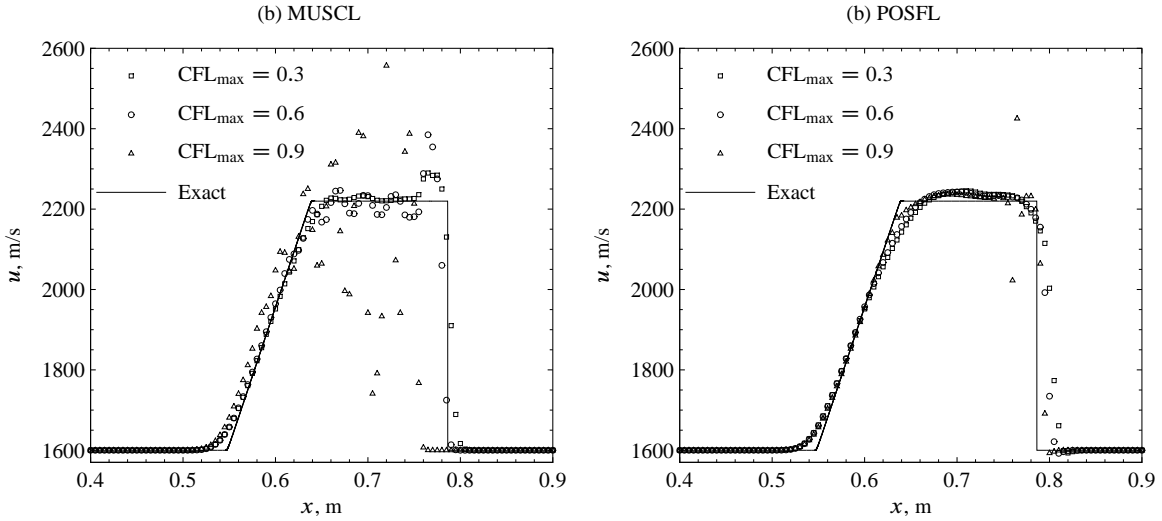 (b) MUSCL
2600
2400
2200
2000
1800
1600
u, m/s
CFLmax = 0.3
CFLmax = 0.6
CFLmax = 0.9
Exact
0.4 0.5 0.6 0.7 0.8 0.9
x, m
(b) POSFL
2600
2400
2200
2000
1800
1600
u, m/s
CFLmax = 0.3
CFLmax = 0.6
CFLmax = 0.9
Exact
0.4 0.5 0.6 0.7 0.8 0.9
x, m